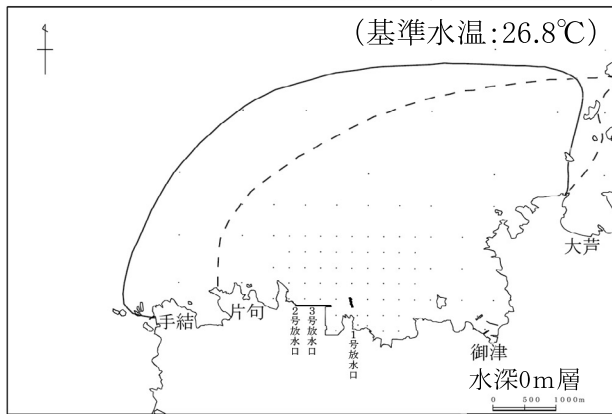 (基準水温:26.8℃)
大芦
手結
片句
2号放水口
3号放水口
1号放水口
御津
水深0m層
0 500 1000m